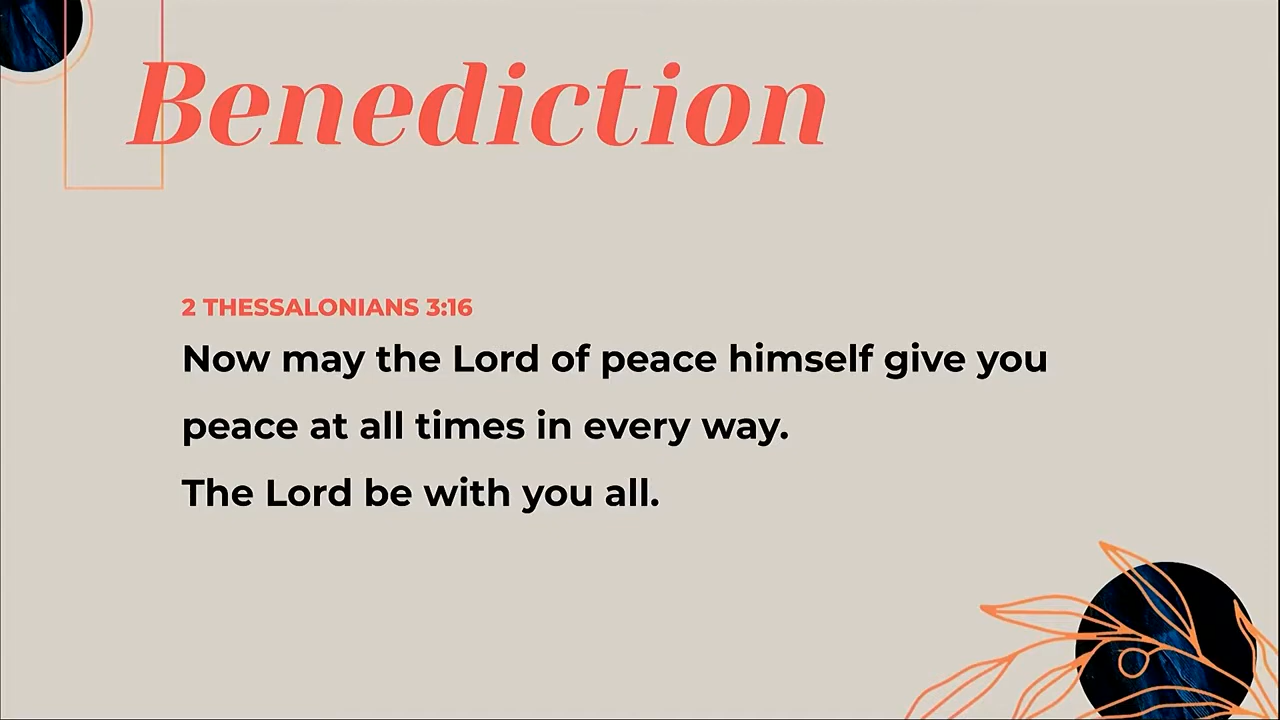 Benediction
2 THESSALONIANS 3:16
Now may the Lord of peace himself give you
peace at all times in every way.
The Lord be with you all.